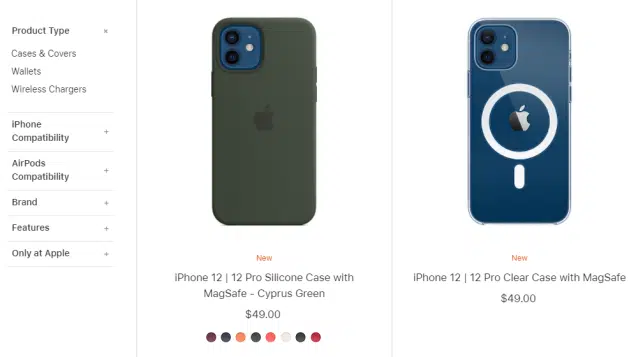 Product Type ×
Cases & Covers
Wallets
Wireless Chargers
iPhone
Compatibility +
AirPods
Compatibility +
Brand +
Features +
Only at Apple +
New
iPhone 12 | 12 Pro Silicone Case with
MagSafe - Cyprus Green
$49.00
New
iPhone 12 | 12 Pro Clear Case with MagSafe
$49.00